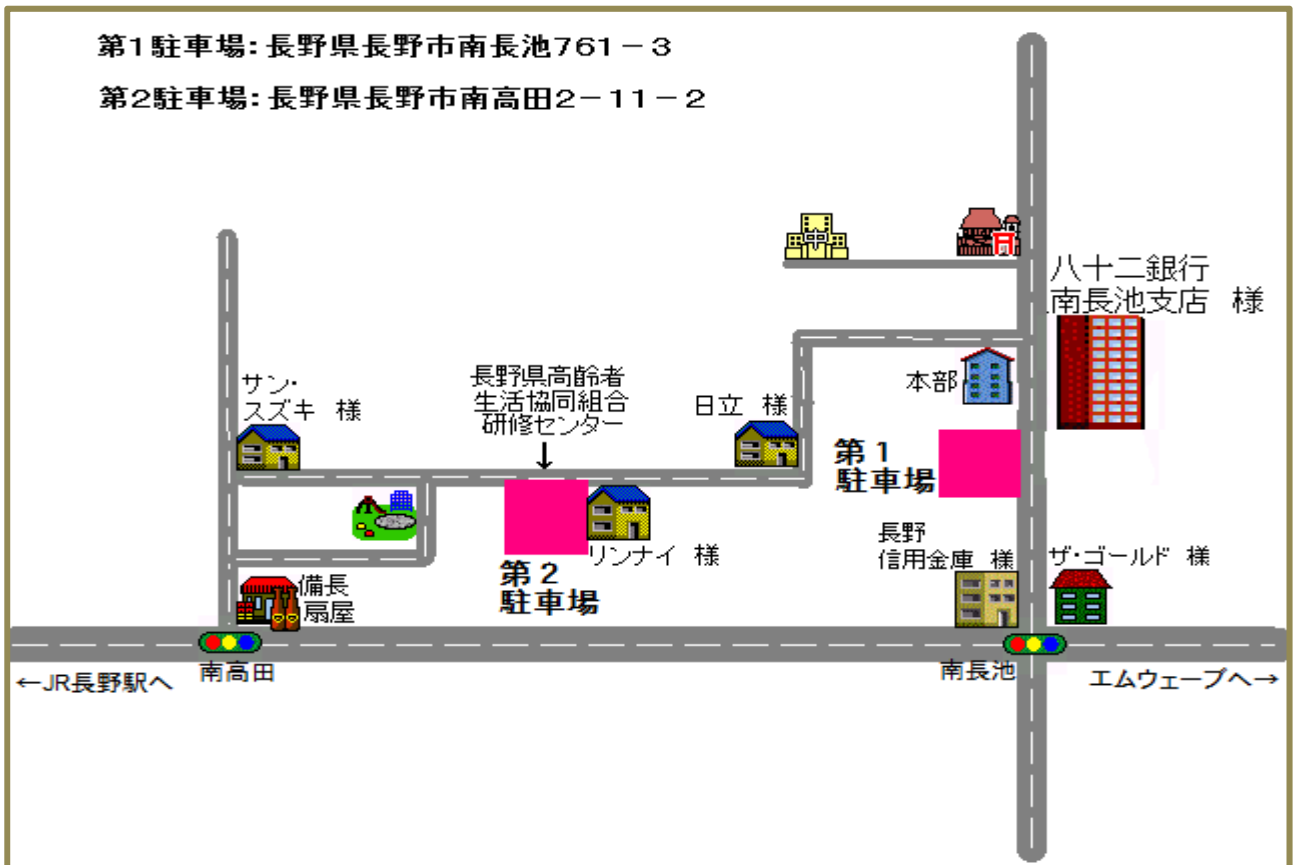 第1駐車場:長野県長野市南長池761－3
第2駐車場:長野県長野市南高田2－11－2
中
八十二銀行
南長池支店 様
本部
長野県高齢者
生活協同組合
研修センター
↓
サン・
スズキ 様
日立 様
第1
駐車場
リンナイ 様
第2
駐車場
長野
信用金庫 様
ザ・ゴールド 様
備長
扇屋
←JR長野駅へ
南高田
南長池
エムウェーブへ→